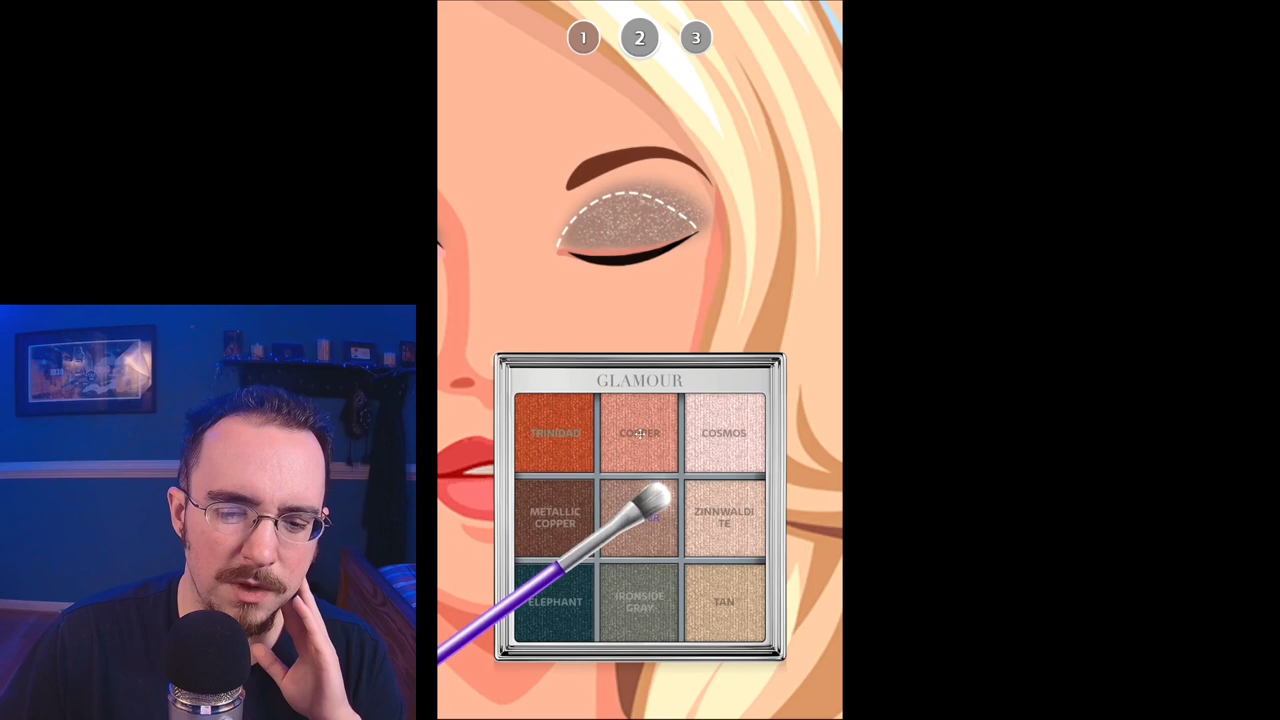 1 2 3
GLAMOUR
TRINIDAD COPPER COSMOS
METALLIC
COPPER
ZINNWALDI
TE
ELEPHANT IRONSIDE
GRAY TAN